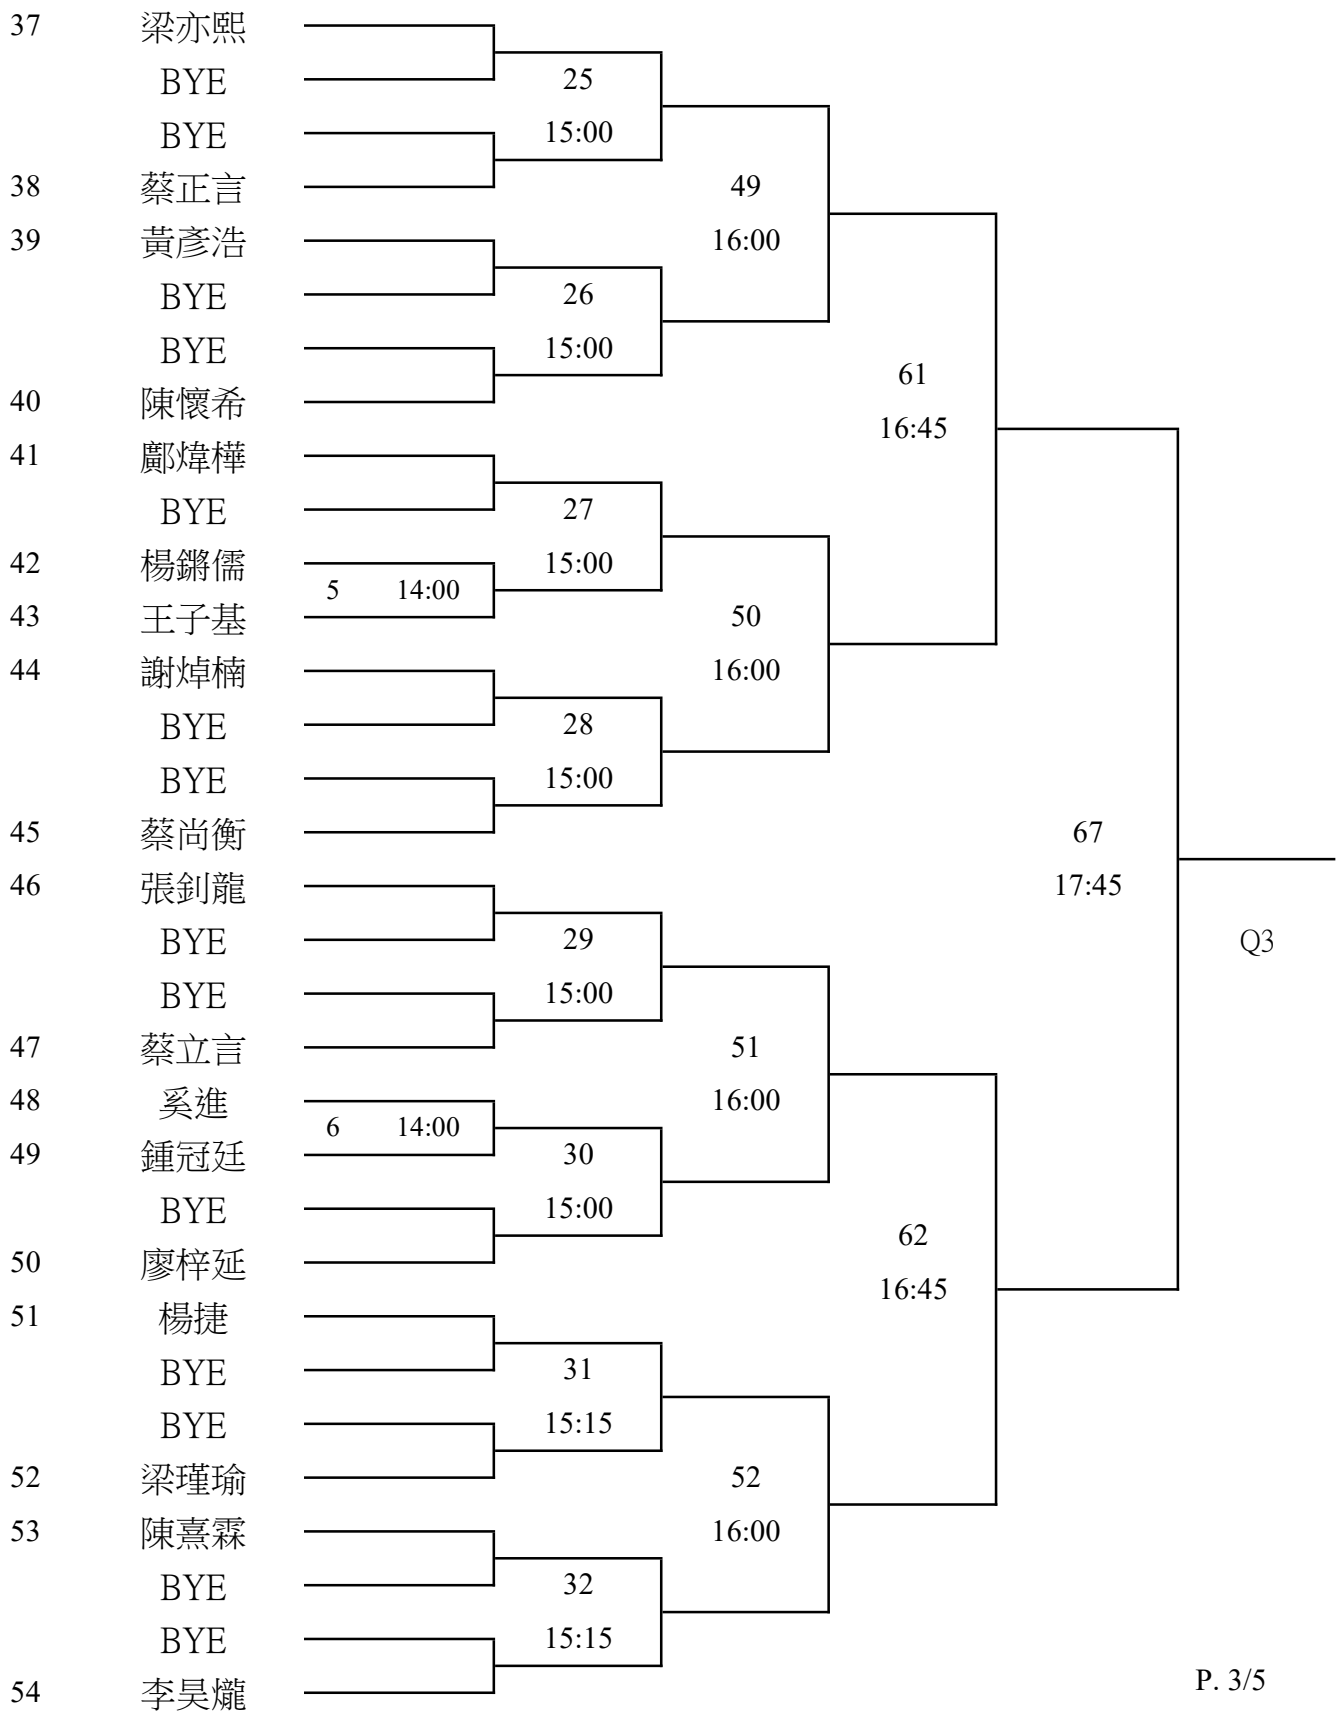 37 梁亦熙
BYE
25
BYE
15:00
38 蔡正言
49
39 黃彥浩
16:00
BYE
26
BYE
15:00
61
40 陳懷希
16:45
41 鄺煒樺
BYE
27
42 楊鏘儒
15:00
5 14:00
43 王子基
50
44 謝焯楠
16:00
BYE
28
BYE
15:00
45 蔡尚衡
67
46 張釗龍
17:45
BYE
29
Q3
BYE
15:00
47 蔡立言
51
48 奚進
16:00
6 14:00
49 鍾冠廷
30
BYE
15:00
62
50 廖梓延
16:45
51 楊捷
BYE
31
BYE
15:15
52 梁瑾瑜
52
53 陳熹霖
16:00
BYE
32
BYE
15:15
54 李昊爖
P. 3/5